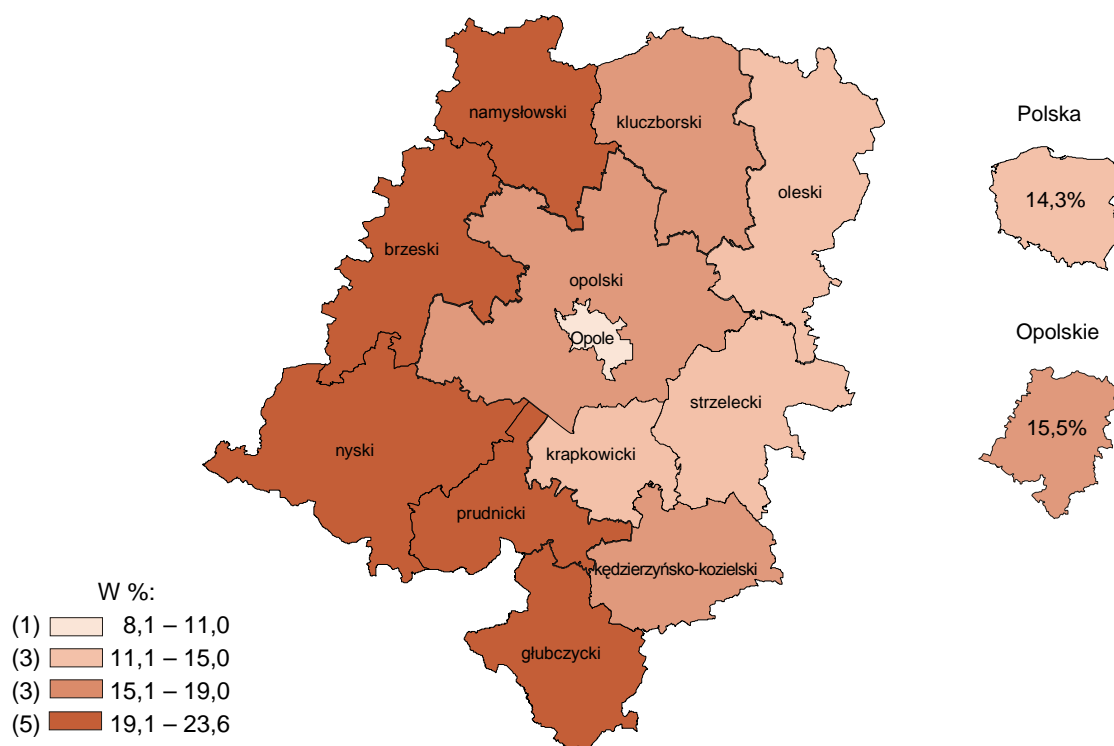 namysłowski
kluczborski
oleski
brzeski
opolski
Opole
strzelecki
nyski
krapkowicki
prudnicki
kędzierzyńsko-kozielski
głubczycki
Polska
14,3%
Opolskie
15,5%
W %:
(1) 8,1 – 11,0
(3) 11,1 – 15,0
(3) 15,1 – 19,0
(5) 19,1 – 23,6